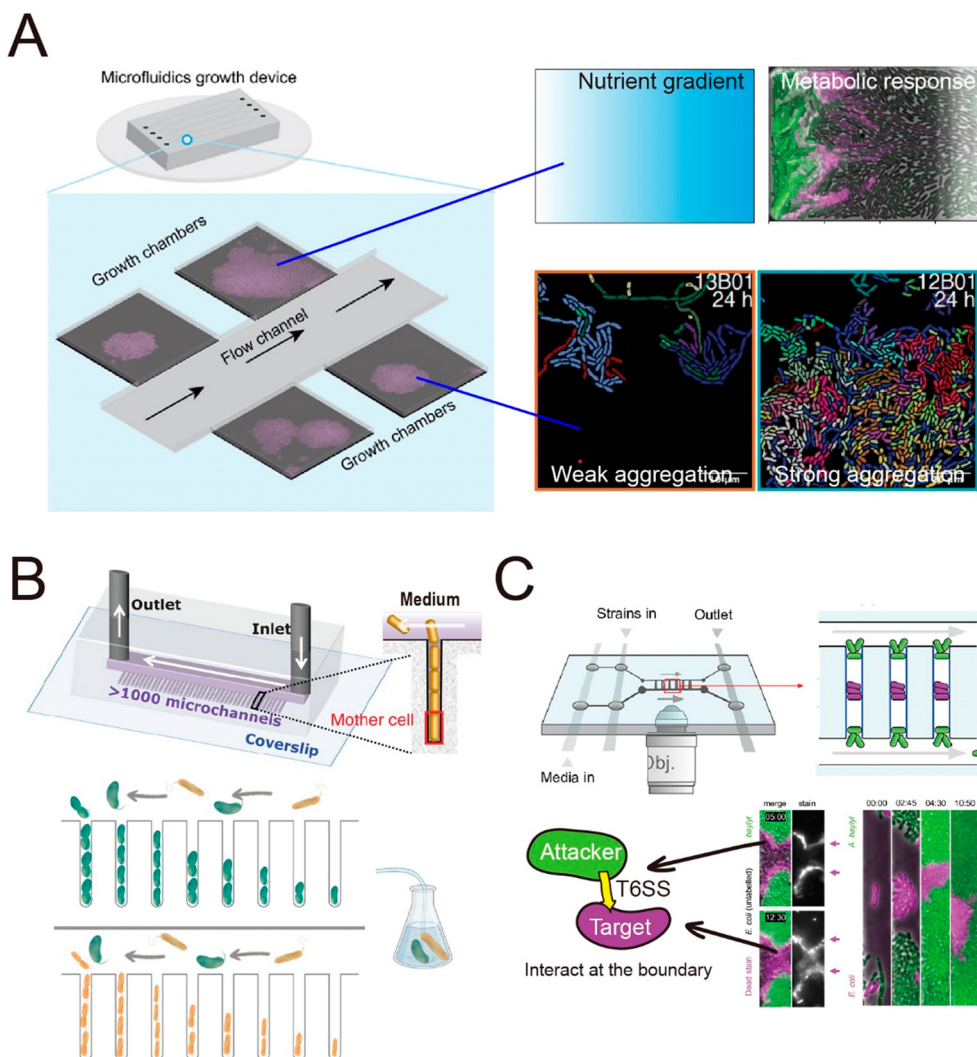 A
Microfluidics growth device
Growth chambers
Flow channel
Growth chambers
Nutrient gradient
Metabolic response
13B01
24 h
Weak aggregation
12B01
24 h
Strong aggregation
B
Outlet
Inlet
>1000 microchannels
Coverslip
Medium
Mother cell
C
Strains in
Outlet
Media in
Obj.
Attacker
T6SS
Target
Interact at the boundary
merge
stain
05:00
12:30
Dead stain
E. coli (unlabelled)
A. baylyi
00:00
02:45
04:30
10:50
E. coli
A. baylyi